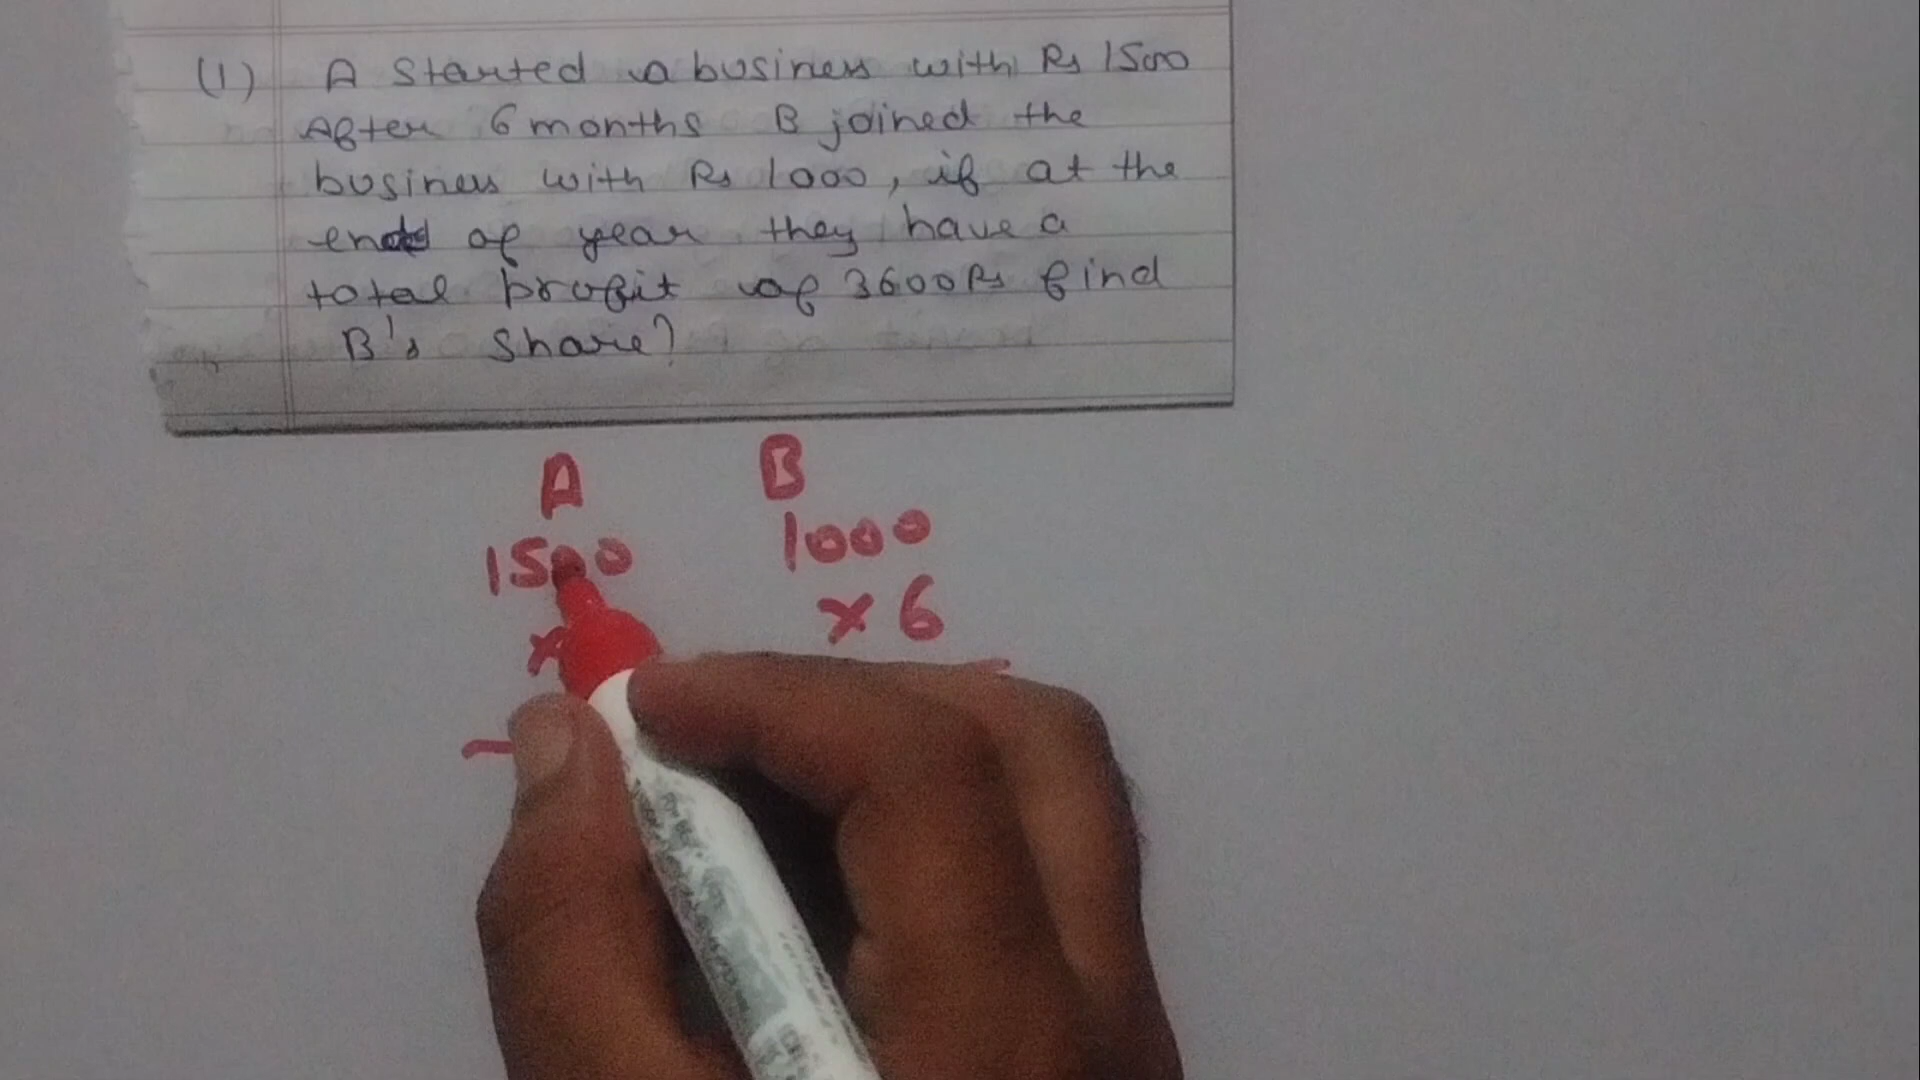 (1) A started a business with Rs 1500
After 6 months B joined the
business with Rs 1000, if at the
end of year they have a
total profit of 3600Rs find
B's share?
A B
1500 1000
× × 6